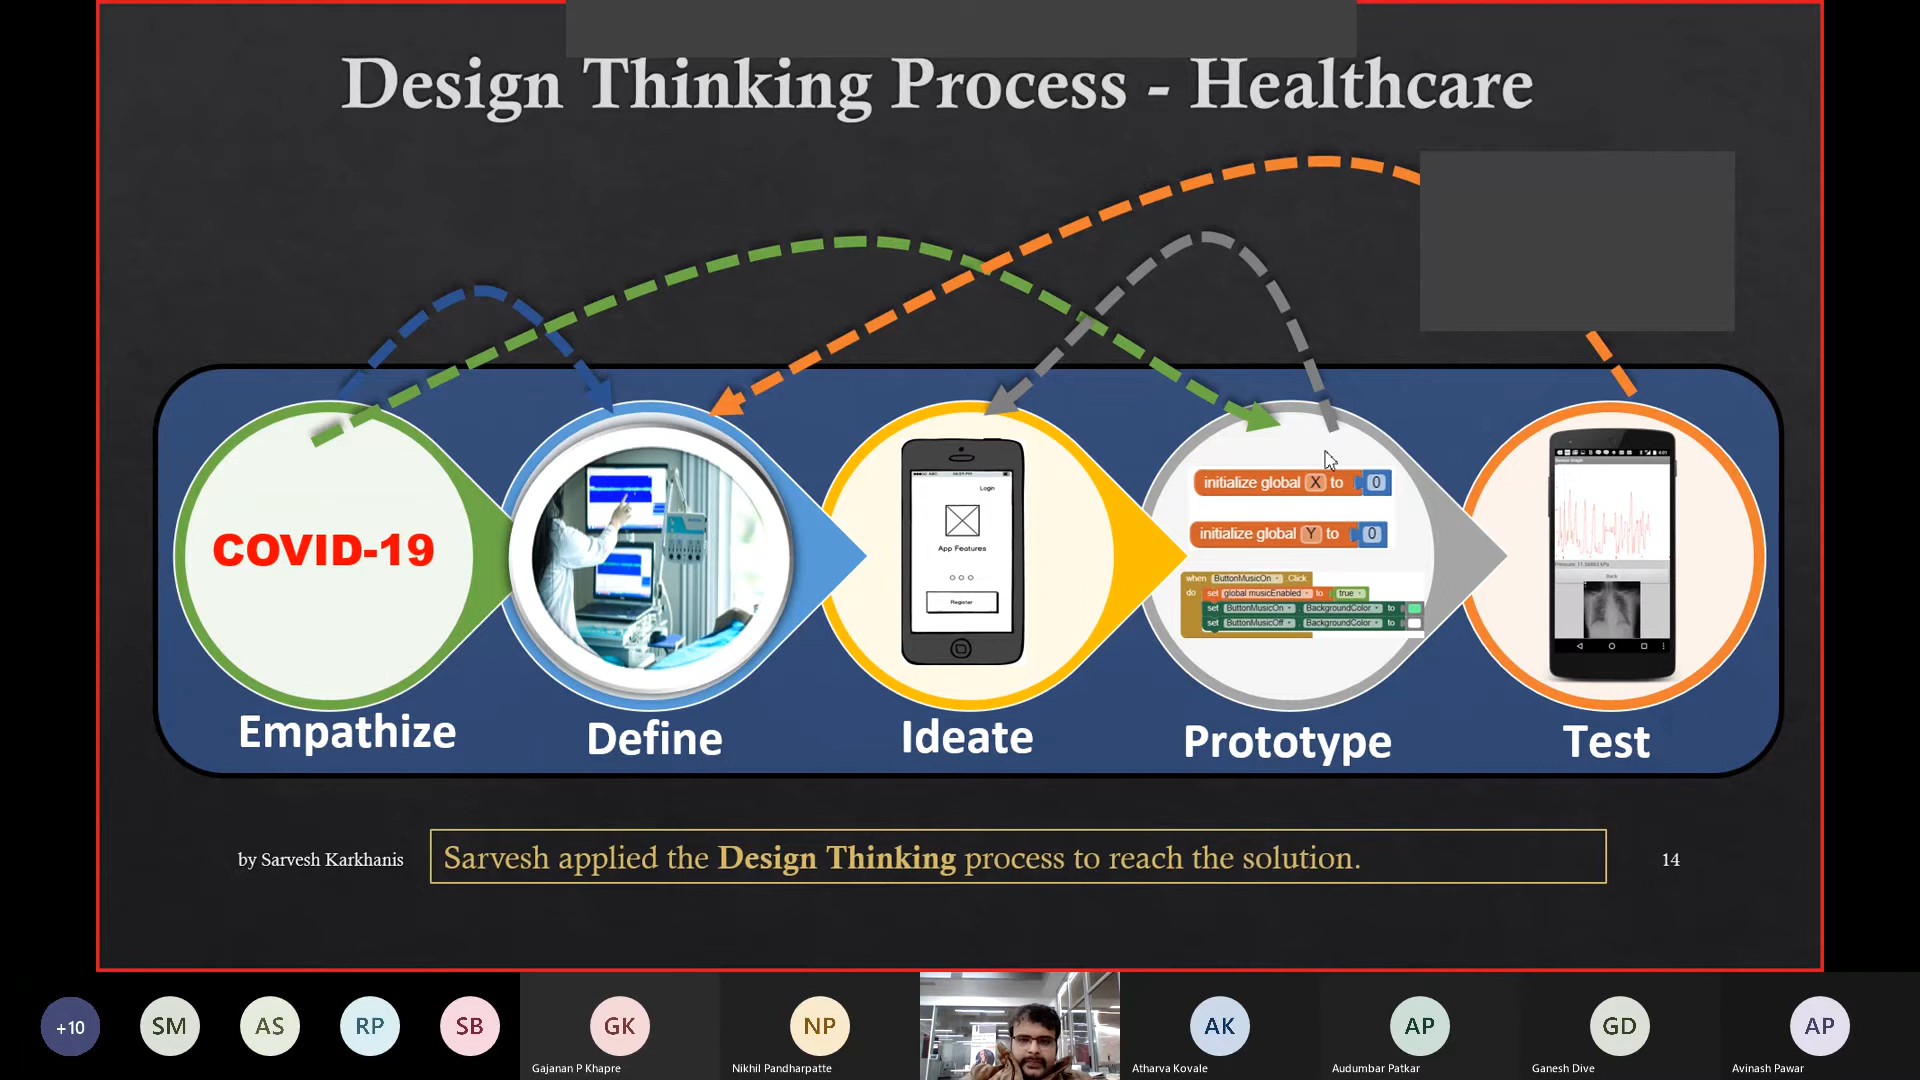 Design Thinking Process - Healthcare
COVID-19
Login
App Features
Register
initialize global X to 0
initialize global Y to 0
when ButtonMusicOn .Click
do set global musicEnabled to true
set ButtonMusicOn . BackgroundColor to
set ButtonMusicOff . BackgroundColor to
Back
Empathize
Define
Ideate
Prototype
Test
by Sarvesh Karkhanis
Sarvesh applied the Design Thinking process to reach the solution.
14
+10
SM
AS
RP
SB
GK
NP
AK
AP
GD
AP
Gajanan P Khapre
Nikhil Pandharpatte
Atharva Kovale
Audumbar Patkar
Ganesh Dive
Avinash Pawar